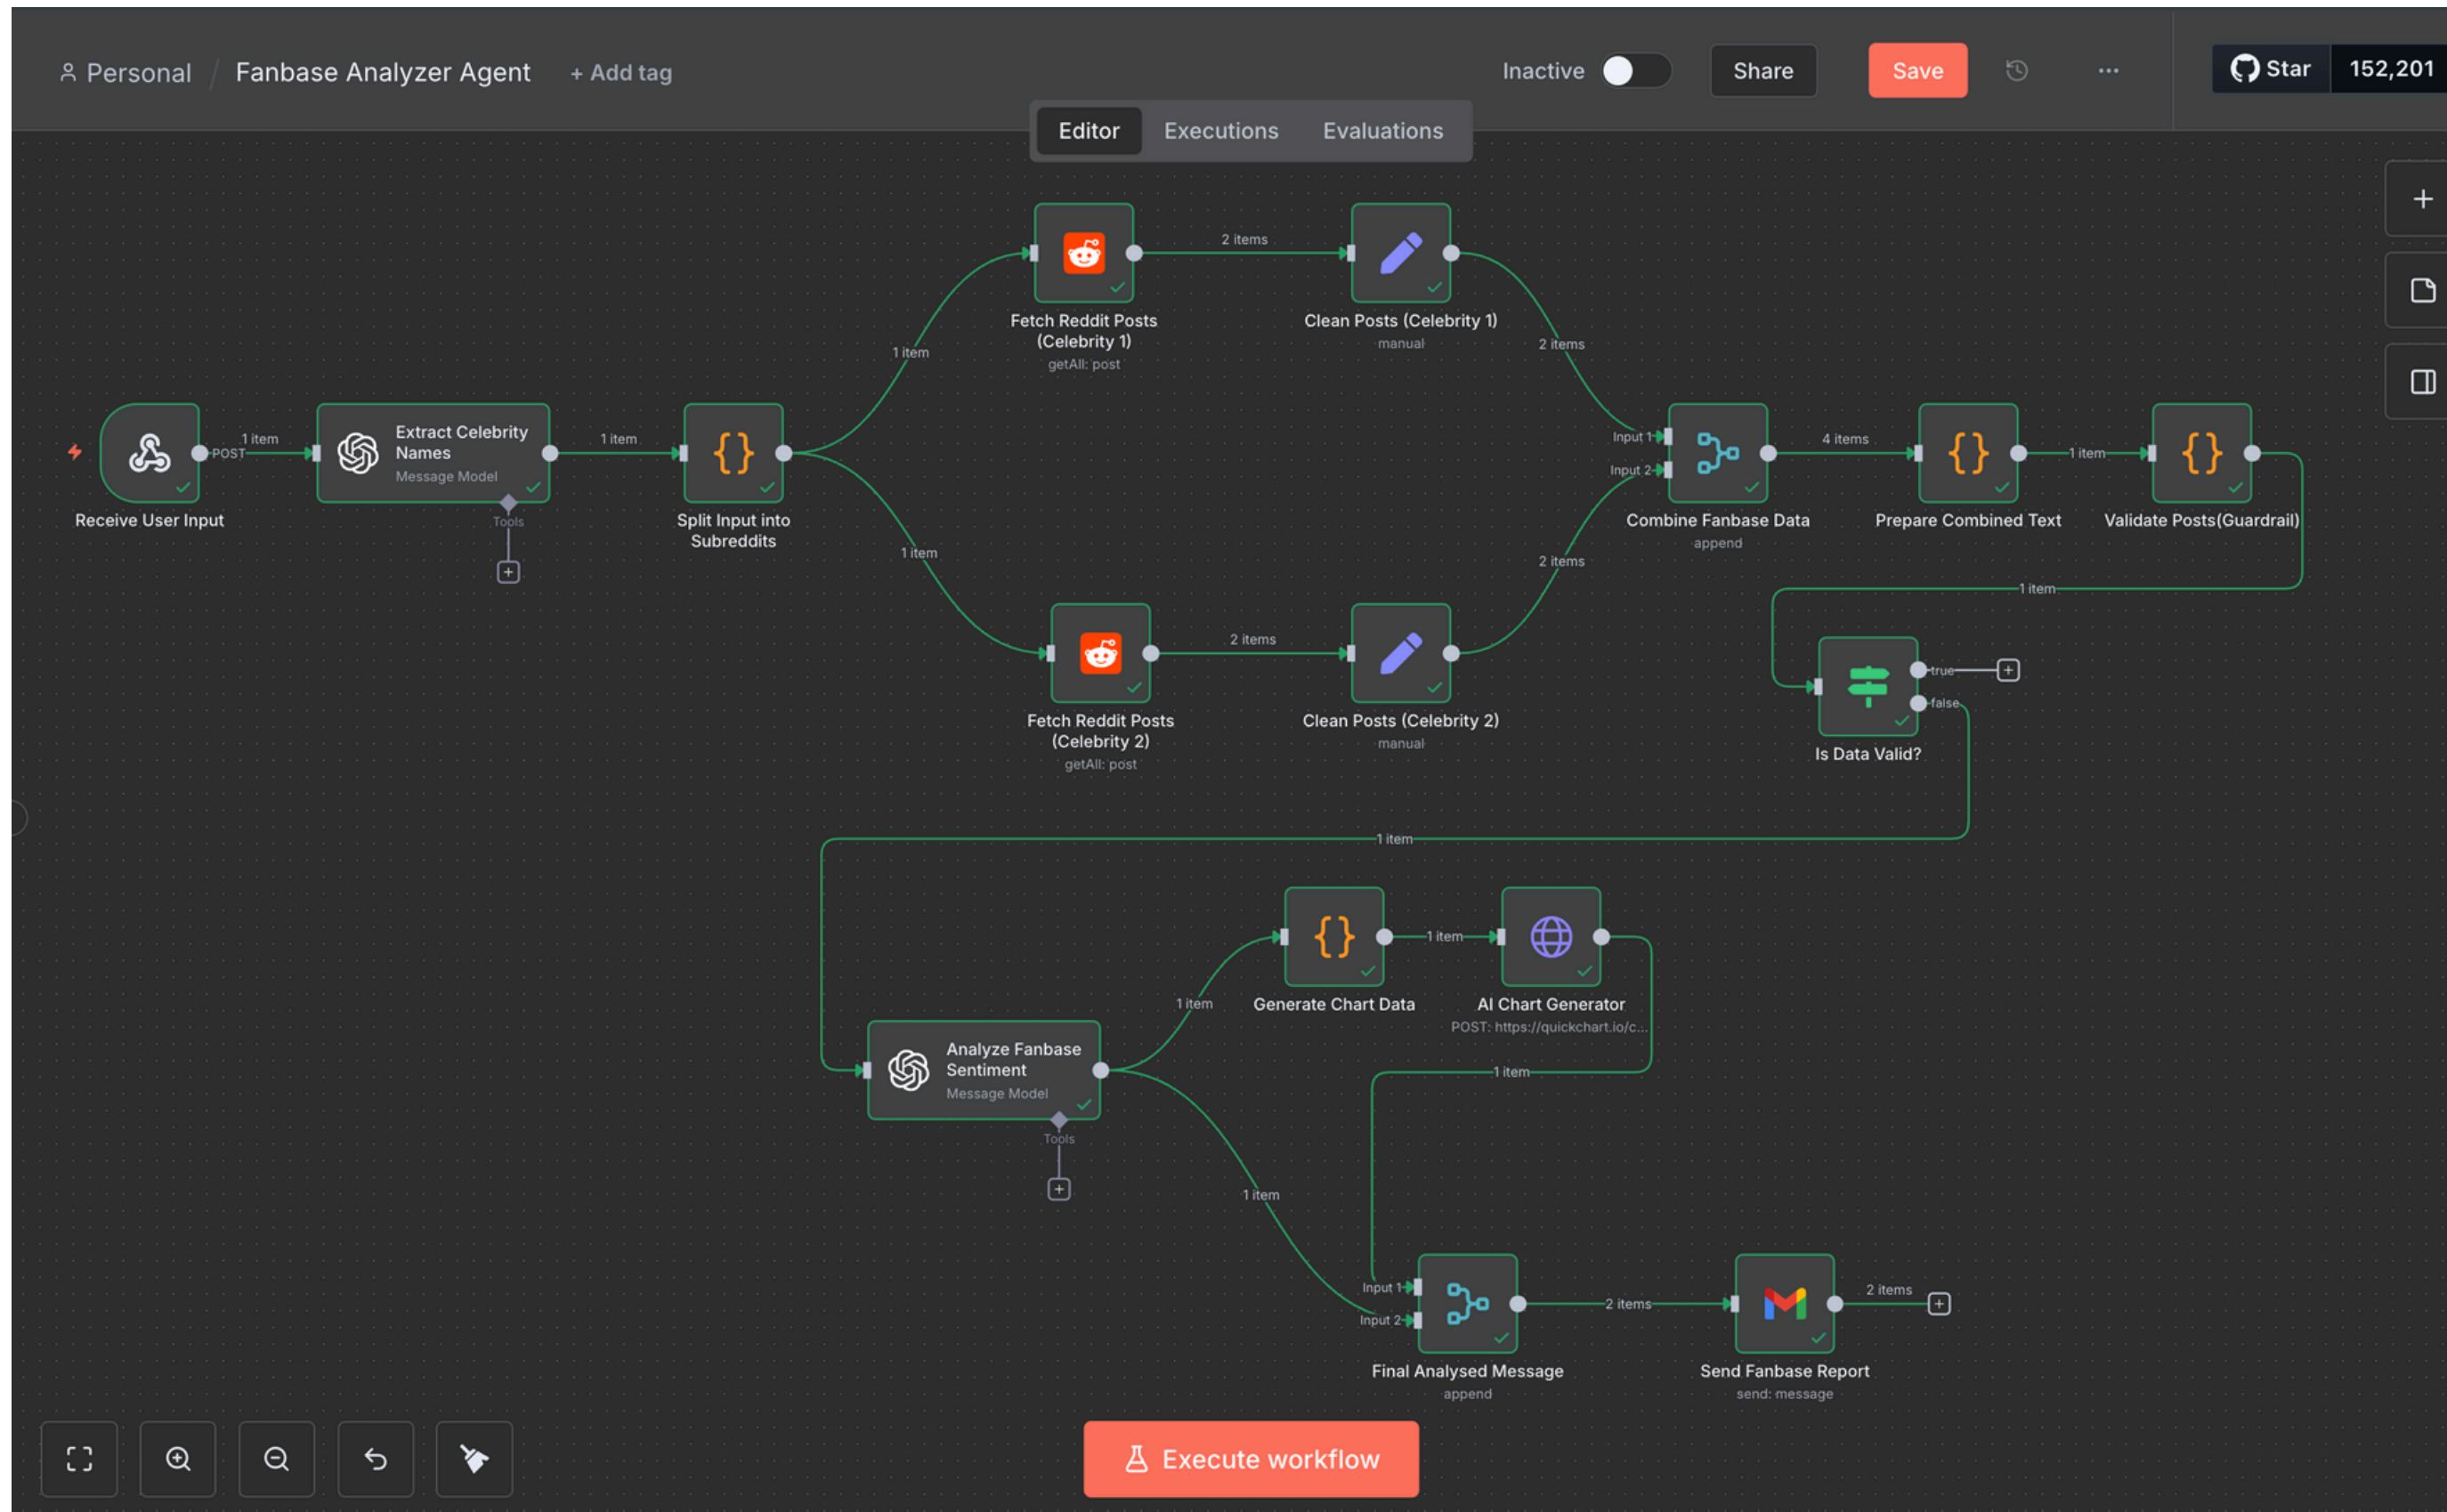 Personal / Fanbase Analyzer Agent + Add tag
Inactive Share Save ... Star 152,201
Editor Executions Evaluations
Receive User Input
POST
1 item
Extract Celebrity
Names
Message Model
Tools
1 item
Split Input into
Subreddits
1 item
1 item
Fetch Reddit Posts
(Celebrity 1)
getAll: post
2 items
Clean Posts (Celebrity 1)
manual
2 items
Fetch Reddit Posts
(Celebrity 2)
getAll: post
2 items
Clean Posts (Celebrity 2)
manual
2 items
Input 1
Input 2
Combine Fanbase Data
append
4 items
Prepare Combined Text
1 item
Validate Posts(Guardrail)
1 item
true
false
Is Data Valid?
1 item
Analyze Fanbase
Sentiment
Message Model
Tools
1 item
Generate Chart Data
1 item
AI Chart Generator
POST: https://quickchart.io/c...
1 item
1 item
Input 1
Input 2
Final Analysed Message
append
2 items
Send Fanbase Report
send: message
2 items
Execute workflow